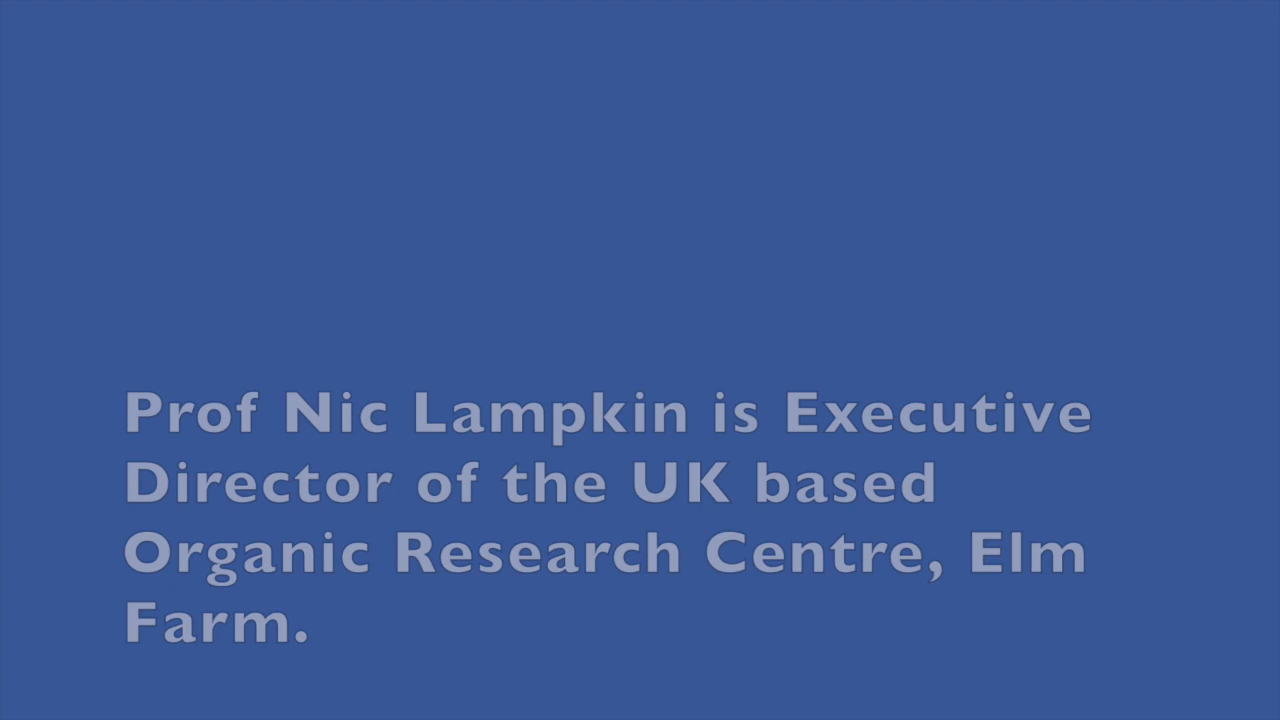 Prof Nic Lampkin is Executive
Director of the UK based
Organic Research Centre, Elm
Farm.